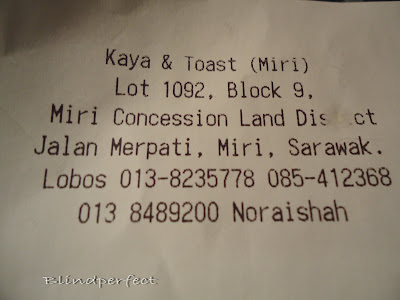 Kaya & Toast (Miri)
Lot 1092, Block 9,
Miri Concession Land District
Jalan Merpati, Miri, Sarawak.
Lobos 013-8235778 085-412368
013 8489200 Noraishah
Blindperfect